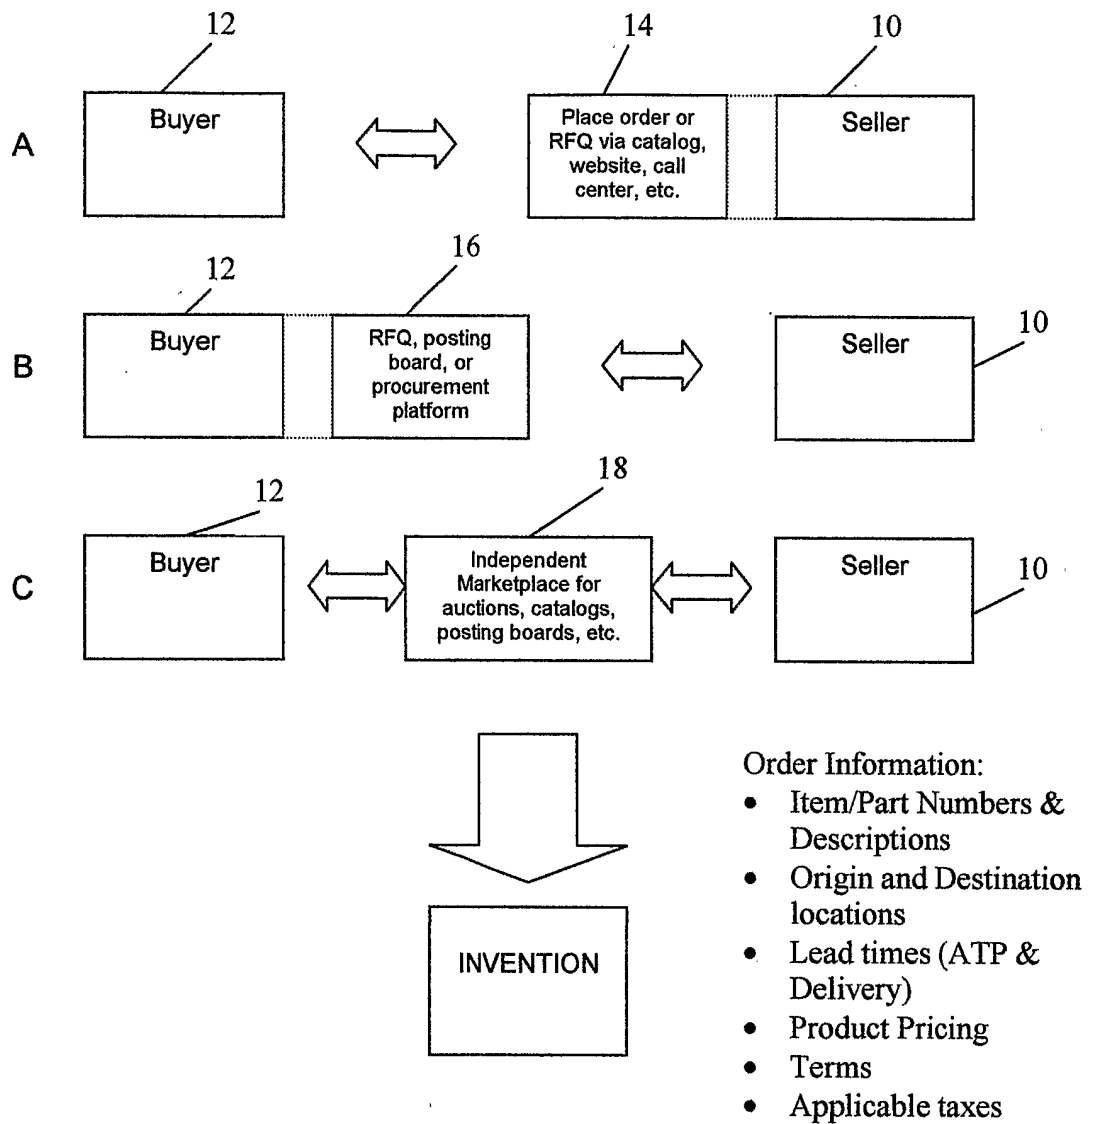 12
14
10
A
Buyer
Place order or
RFQ via catalog,
website, call
center, etc.
Seller
12
16
10
B
Buyer
RFQ, posting
board, or
procurement
platform
Seller
12
18
10
C
Buyer
Independent
Marketplace for
auctions, catalogs,
posting boards, etc.
Seller
INVENTION
Order Information:
• Item/Part Numbers &
Descriptions
• Origin and Destination
locations
• Lead times (ATP &
Delivery)
• Product Pricing
• Terms
• Applicable taxes